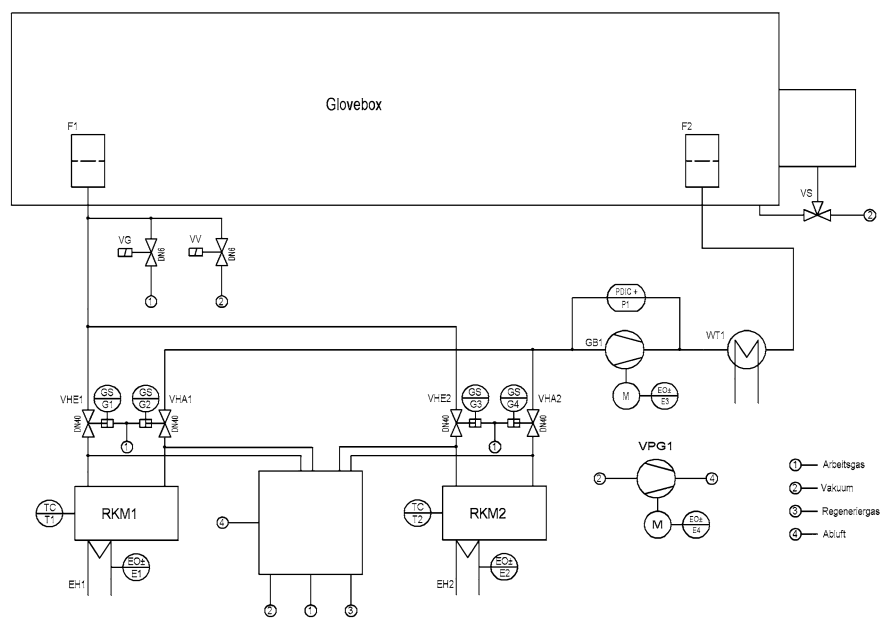 Glovebox
F1
F2
VS
2
VG
DN6
VV
DN6
1
2
PDIC +
P1
GB1
WT1
M
EO±
E3
VHE1
GS
G1
GS
G2
VHA1
DN40
DN40
1
VHE2
GS
G3
GS
G4
VHA2
DN40
DN40
1
VPG1
2
4
M
EO±
E4
1 Arbeitsgas
2 Vakuum
3 Regeneriergas
4 Abluft
TC
T1
RKM1
4
TC
T2
RKM2
EH1
EO±
E1
EH2
EO±
E2
2
1
3